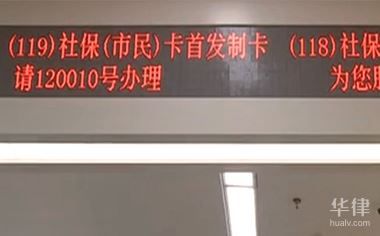 (119)社保(市民)卡首发制卡
请120010号办理
(118)社保
为您
华律
hualv.com